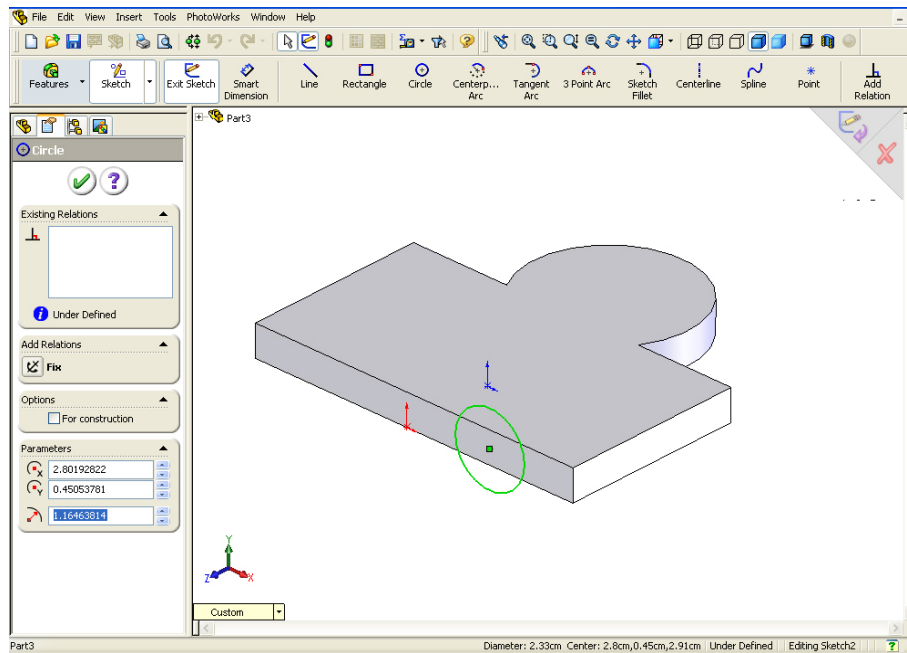 File Edit View Insert Tools PhotoWorks Window Help
Features Sketch Exit Sketch Smart Dimension Line Rectangle Circle Centerp... Arc Tangent Arc 3 Point Arc Sketch Fillet Centerline Spline Point Add Relation
Part3
Circle
Existing Relations
Under Defined
Add Relations
Fix
Options
For construction
Parameters
X 2.80192822
Y 0.45053781
1.16463814
Y
Z X
Custom
Part3 Diameter: 2.33cm Center: 2.8cm,0.45cm,2.91cm Under Defined Editing Sketch2